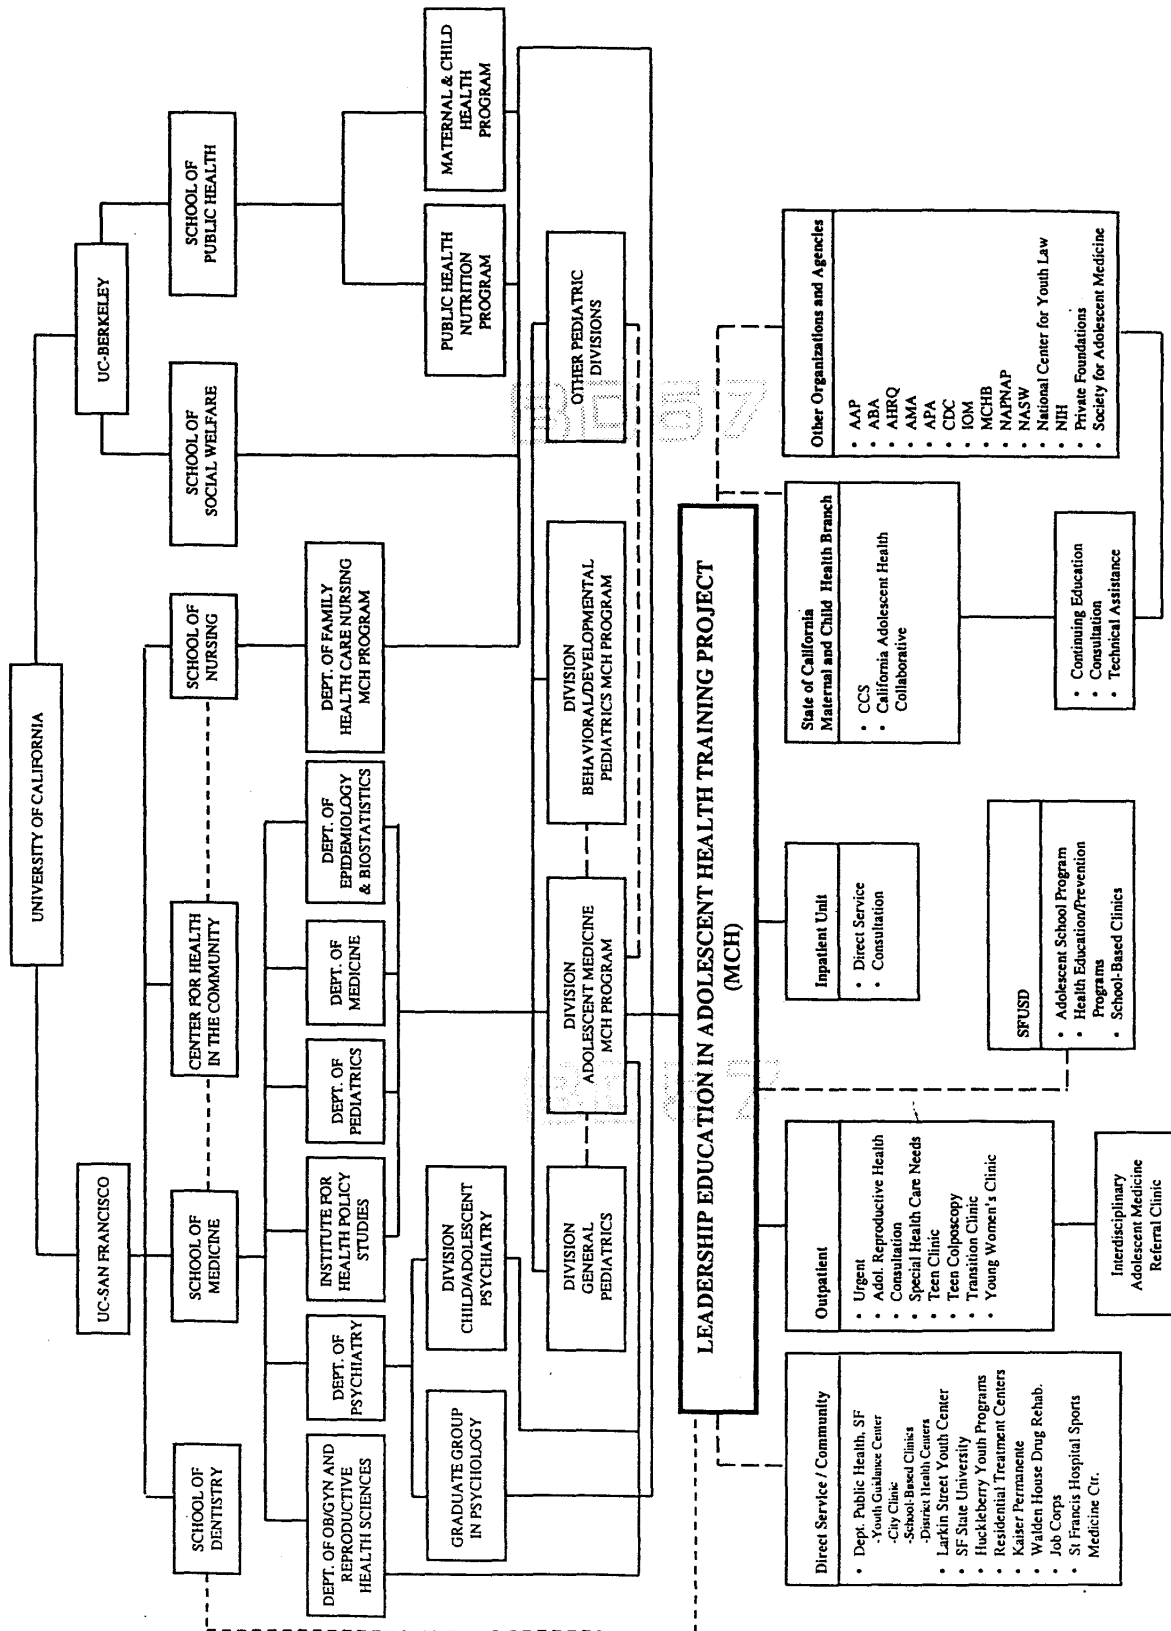 UNIVERSITY OF CALIFORNIA
UC-SAN FRANCISCO
UC-BERKELEY
SCHOOL OF
DENTISTRY
SCHOOL OF
MEDICINE
CENTER FOR HEALTH
IN THE COMMUNITY
SCHOOL OF
NURSING
SCHOOL OF
SOCIAL WELFARE
SCHOOL OF
PUBLIC HEALTH
DEPT. OF OB/GYN AND
REPRODUCTIVE
HEALTH SCIENCES
DEPT. OF
PSYCHIATRY
INSTITUTE FOR
HEALTH POLICY
STUDIES
DEPT. OF
PEDIATRICS
DEPT. OF
MEDICINE
DEPT. OF
EPIDEMIOLOGY
& BIOSTATISTICS
DEPT. OF FAMILY
HEALTH CARE NURSING
MCH PROGRAM
GRADUATE GROUP
IN PSYCHOLOGY
DIVISION
CHILD/ADOLESCENT
PSYCHIATRY
PUBLIC HEALTH
NUTRITION
PROGRAM
MATERNAL & CHILD
HEALTH
PROGRAM
DIVISION
GENERAL
PEDIATRICS
DIVISION
ADOLESCENT MEDICINE
MCH PROGRAM
DIVISION
BEHAVIORAL/DEVELOPMENTAL
PEDIATRICS MCH PROGRAM
OTHER PEDIATRIC
DIVISIONS
LEADERSHIP EDUCATION IN ADOLESCENT HEALTH TRAINING PROJECT
(MCH)
Direct Service / Community
• Dept. Public Health, SF
-Youth Guidance Center
-City Clinic
-School-Based Clinics
-District Health Centers
• Larkin Street Youth Center
• SF State University
• Huckleberry Youth Programs
• Residential Treatment Centers
• Kaiser Permanente
• Walden House Drug Rehab.
• Job Corps
• St Francis Hospital Sports
Medicine Ctr.
Outpatient
• Urgent
• Adol. Reproductive Health
• Consultation
• Special Health Care Needs
• Teen Clinic
• Teen Colposcopy
• Transition Clinic
• Young Women's Clinic
Interdisciplinary
Adolescent Medicine
Referral Clinic
Inpatient Unit
• Direct Service
• Consultation
SFUSD
• Adolescent School Program
• Health Education/Prevention
Programs
• School-Based Clinics
State of California
Maternal and Child Health Branch
• CCS
• California Adolescent Health
Collaborative
• Continuing Education
• Consultation
• Technical Assistance
Other Organizations and Agencies
• AAP
• ABA
• AHRQ
• AMA
• APA
• CDC
• IOM
• MCHB
• NAPNAP
• NASW
• National Center for Youth Law
• NIH
• Private Foundations
• Society for Adolescent Medicine